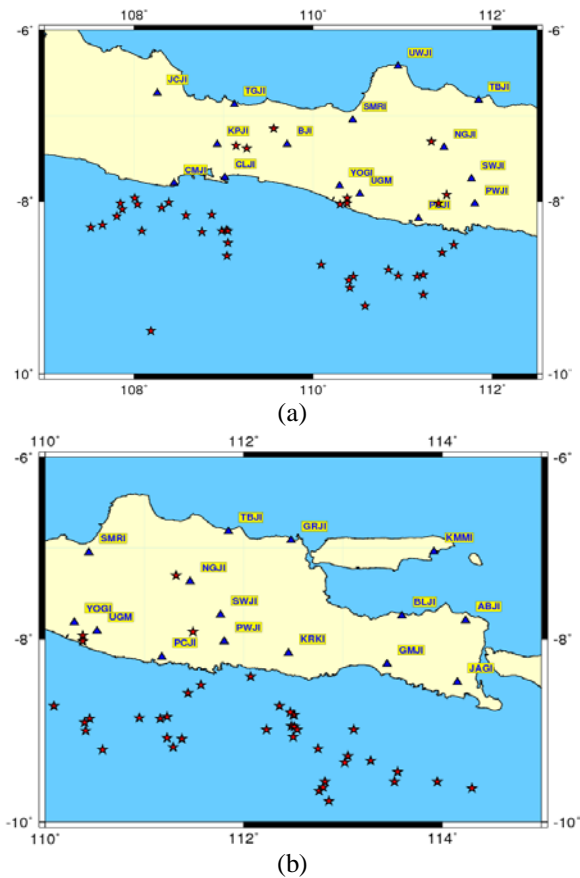 108° 110° 112°
-6° -6°
UWJI
JCJI TGJI TBJI
SMRI
KPJI BJI NGJI
CMJI CLJI YOGI UGM SWJI
PWJI
-8° -8°
-10° -10°
108° 110° 112°
(a)
110° 112° 114°
-6° -6°
TBJI GRJI
SMRI KMMI
NGJI
YOGI UGM SWJI BLJI ABJI
PCJI PWJI KRKI GMJI
JAGI
-8° -8°
-10° -10°
110° 112° 114°
(b)